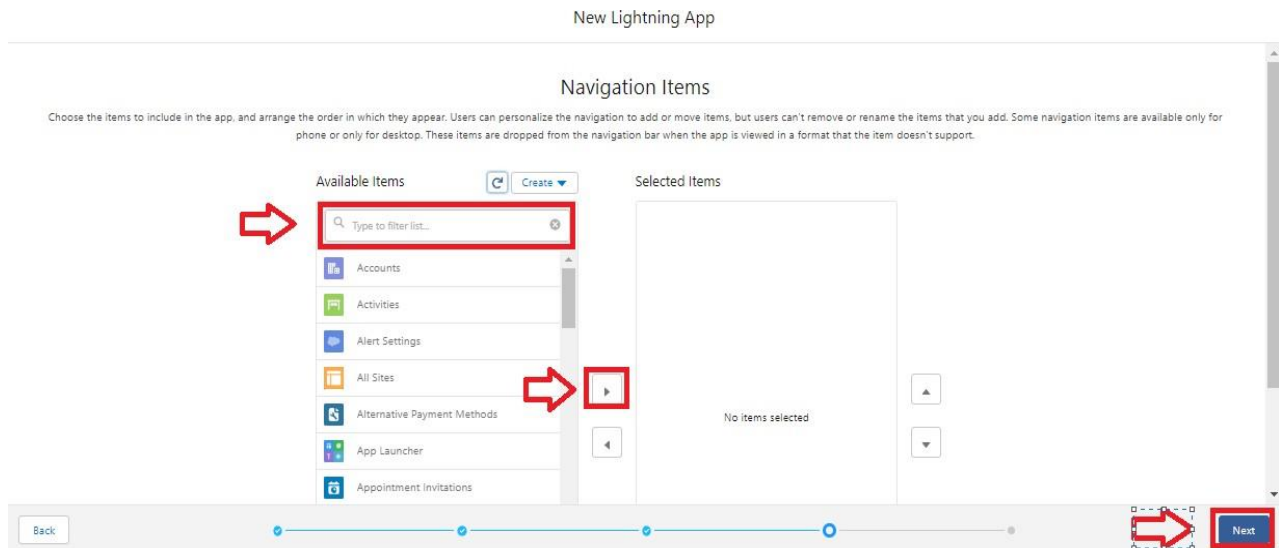 New Lightning App
Navigation Items
Choose the items to include in the app, and arrange the order in which they appear. Users can personalize the navigation to add or move items, but users can't remove or rename the items that you add. Some navigation items are available only for
phone or only for desktop. These items are dropped from the navigation bar when the app is viewed in a format that the item doesn't support.
Available Items
Create
Selected Items
Type to filter list...
Accounts
Activities
Alert Settings
All Sites
Alternative Payment Methods
App Launcher
Appointment Invitations
No items selected
Back
Next